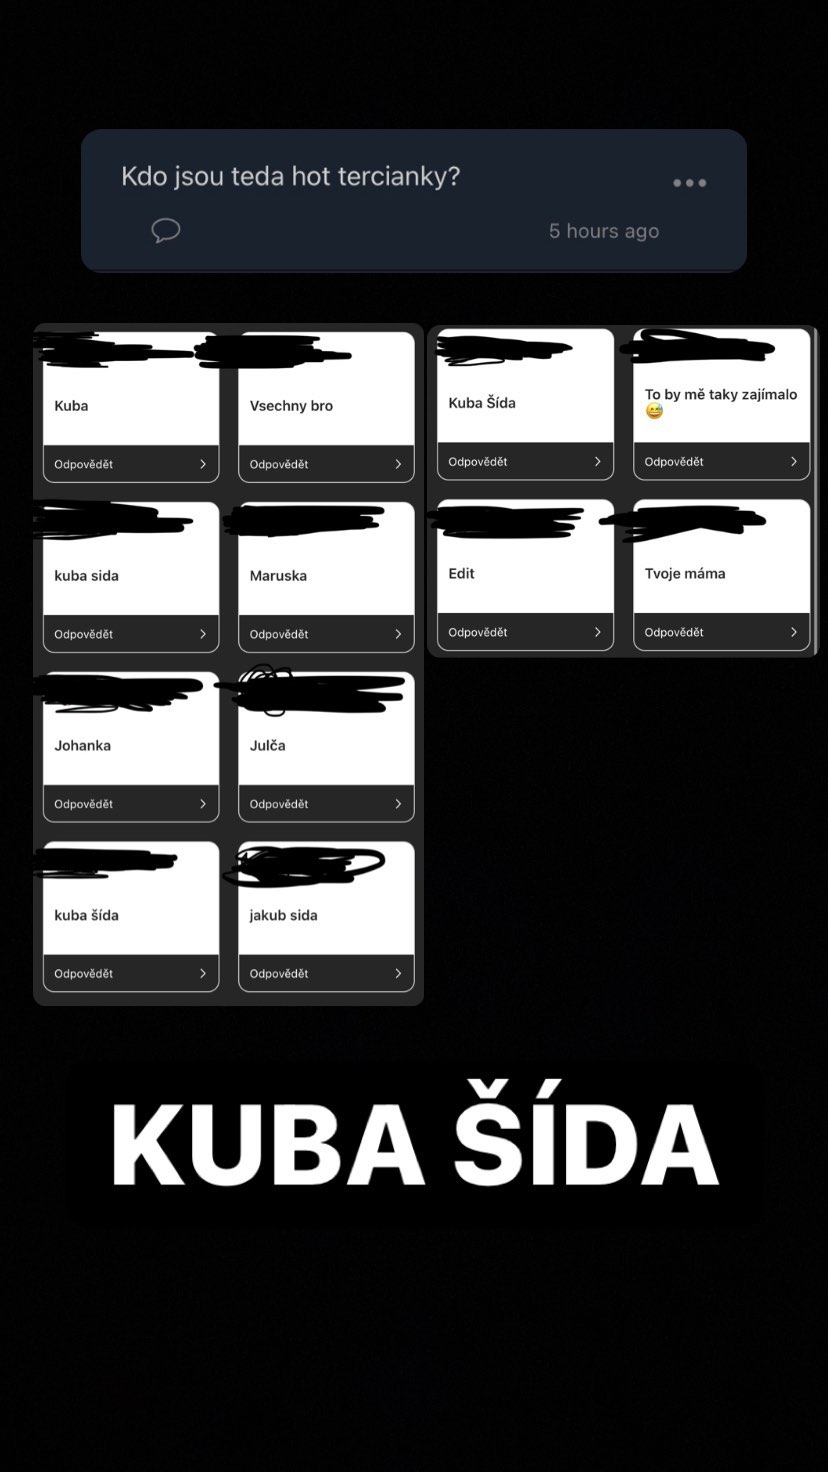 Kdo jsou teda hot tercianky?
5 hours ago
Kuba
Odpovědět
Vsechny bro
Odpovědět
kuba sida
Odpovědět
Maruska
Odpovědět
Johanka
Odpovědět
Julča
Odpovědět
kuba šída
Odpovědět
jakub sida
Odpovědět
Kuba Šída
Odpovědět
To by mě taky zajímalo
😅
Odpovědět
Edit
Odpovědět
Tvoje máma
Odpovědět
KUBA ŠÍDA